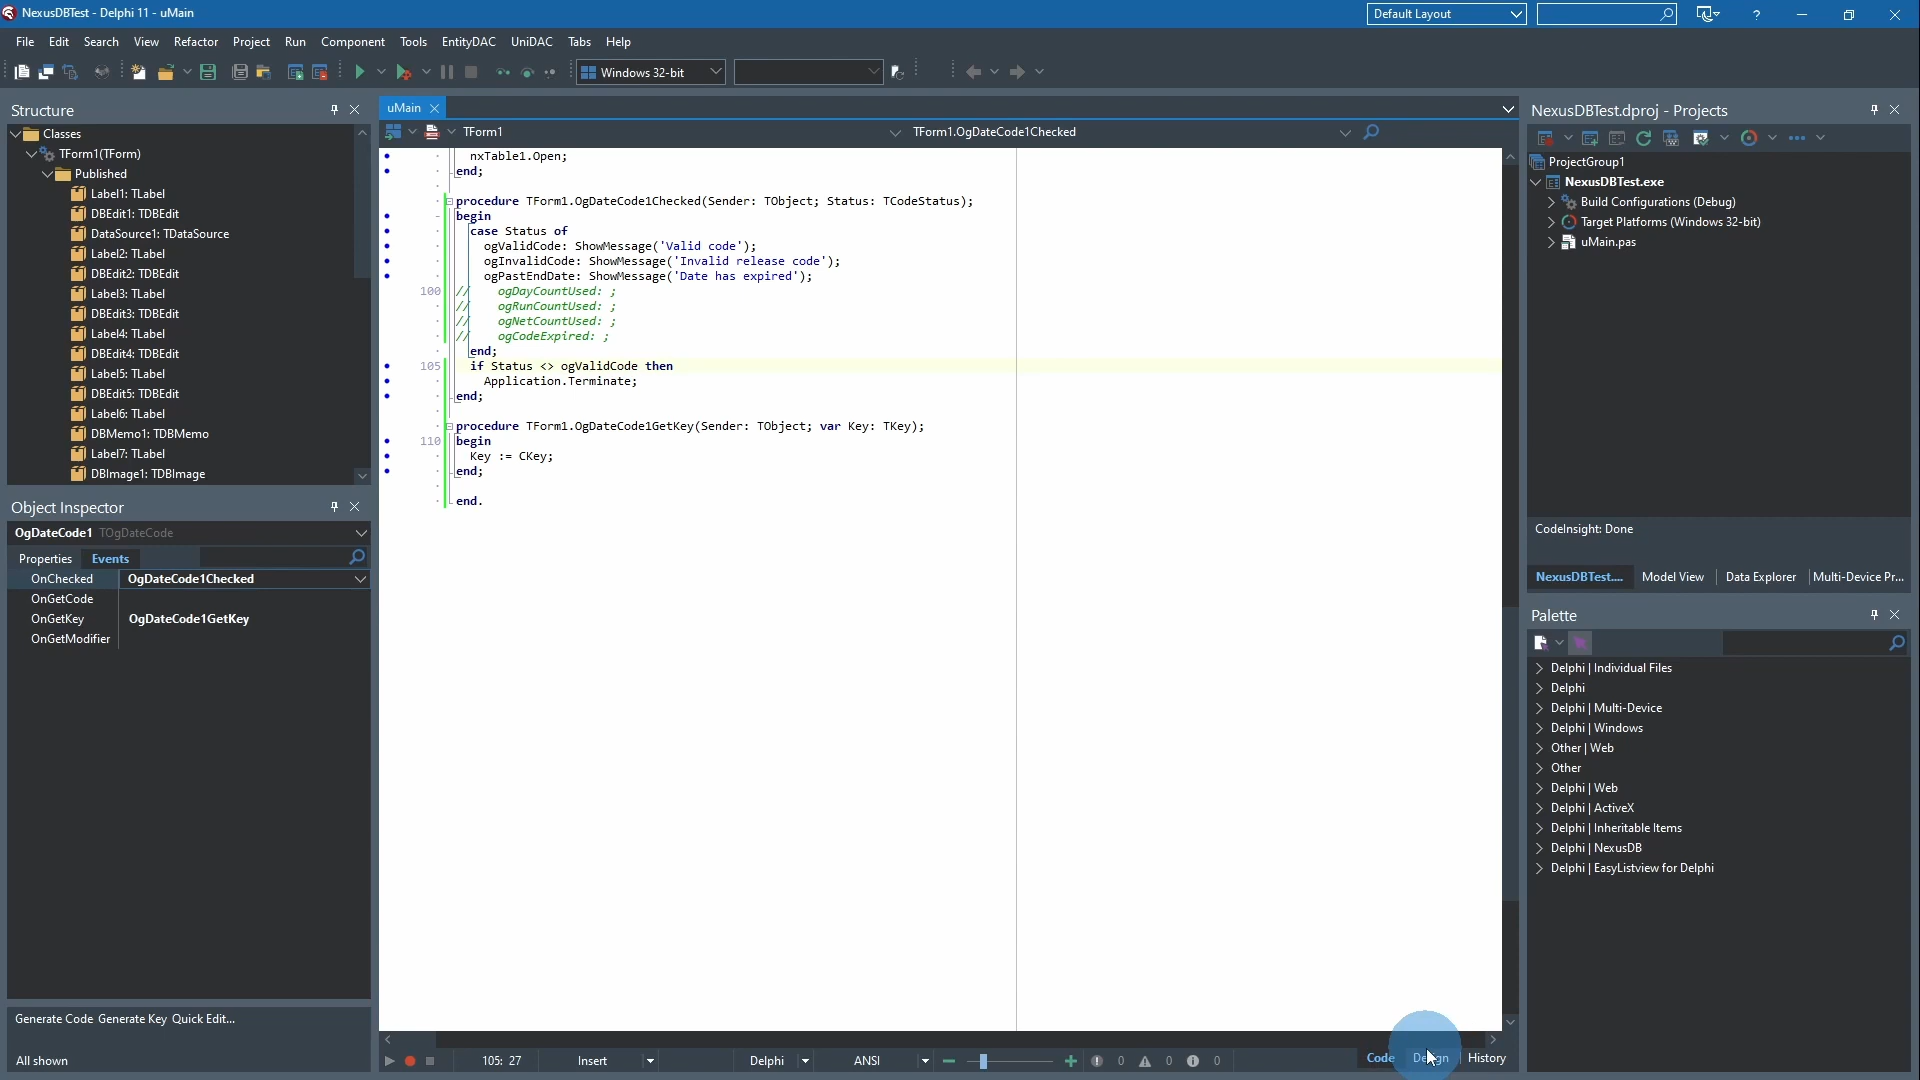 NexusDBTest - Delphi 11 - uMain
Default Layout
?
File Edit Search View Refactor Project Run Component Tools EntityDAC UniDAC Tabs Help
Windows 32-bit
Structure
Classes
TForm1(TForm)
Published
Label1: TLabel
DBEdit1: TDBEdit
DataSource1: TDataSource
Label2: TLabel
DBEdit2: TDBEdit
Label3: TLabel
DBEdit3: TDBEdit
Label4: TLabel
DBEdit4: TDBEdit
Label5: TLabel
DBEdit5: TDBEdit
Label6: TLabel
DBMemo1: TDBMemo
Label7: TLabel
DBImage1: TDBImage
Object Inspector
OgDateCode1 TOgDateCode
Properties Events
OnChecked OgDateCode1Checked
OnGetCode
OnGetKey OgDateCode1GetKey
OnGetModifier
Generate Code Generate Key Quick Edit...
All shown
uMain
TForm1 TForm1.OgDateCode1Checked
nxTable1.Open;
end;
procedure TForm1.OgDateCode1Checked(Sender: TObject; Status: TCodeStatus);
begin
case Status of
ogValidCode: ShowMessage('Valid code');
ogInvalidCode: ShowMessage('Invalid release code');
ogPastEndDate: ShowMessage('Date has expired');
100 // ogDayCountUsed: ;
// ogRunCountUsed: ;
// ogNetCountUsed: ;
// ogCodeExpired: ;
end;
105 if Status <> ogValidCode then
Application.Terminate;
end;
procedure TForm1.OgDateCode1GetKey(Sender: TObject; var Key: TKey);
110 begin
Key := CKey;
end;
end.
105: 27 Insert Delphi ANSI 0 0 0
Code Design History
NexusDBTest.dproj - Projects
ProjectGroup1
NexusDBTest.exe
Build Configurations (Debug)
Target Platforms (Windows 32-bit)
uMain.pas
CodeInsight: Done
NexusDBTest.... Model View Data Explorer Multi-Device Pr...
Palette
Delphi | Individual Files
Delphi
Delphi | Multi-Device
Delphi | Windows
Other | Web
Other
Delphi | Web
Delphi | ActiveX
Delphi | Inheritable Items
Delphi | NexusDB
Delphi | EasyListview for Delphi